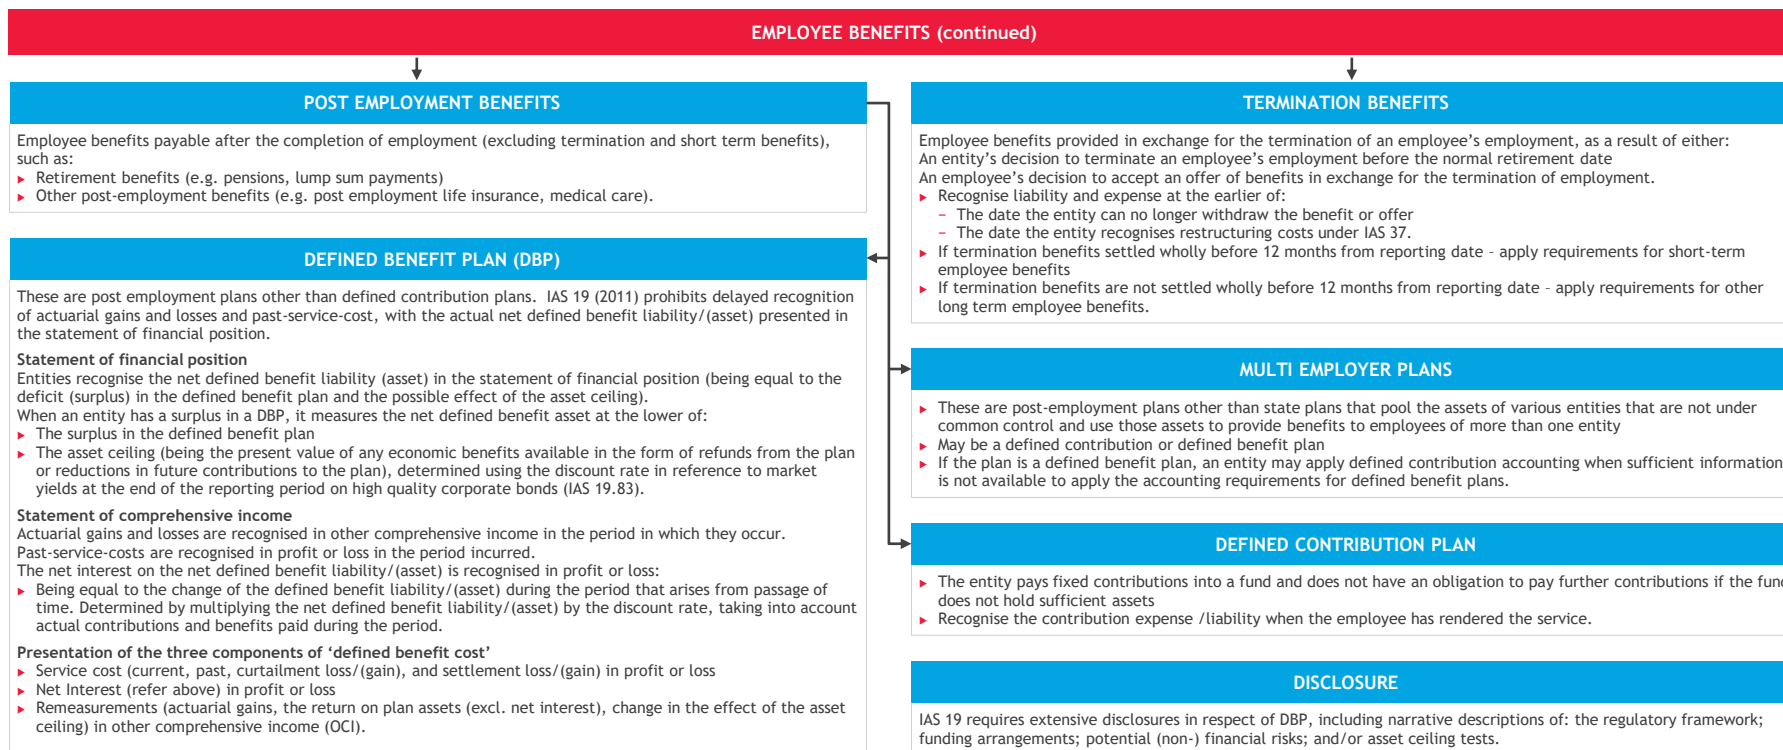 EMPLOYEE BENEFITS (continued)
POST EMPLOYMENT BENEFITS
Employee benefits payable after the completion of employment (excluding termination and short term benefits),
such as:
► Retirement benefits (e.g. pensions, lump sum payments)
► Other post-employment benefits (e.g. post employment life insurance, medical care).
DEFINED BENEFIT PLAN (DBP)
These are post employment plans other than defined contribution plans.  IAS 19 (2011) prohibits delayed recognition
of actuarial gains and losses and past-service-cost, with the actual net defined benefit liability/(asset) presented in
the statement of financial position.
Statement of financial position
Entities recognise the net defined benefit liability (asset) in the statement of financial position (being equal to the
deficit (surplus) in the defined benefit plan and the possible effect of the asset ceiling).
When an entity has a surplus in a DBP, it measures the net defined benefit asset at the lower of:
► The surplus in the defined benefit plan
► The asset ceiling (being the present value of any economic benefits available in the form of refunds from the plan
or reductions in future contributions to the plan), determined using the discount rate in reference to market
yields at the end of the reporting period on high quality corporate bonds (IAS 19.83).
Statement of comprehensive income
Actuarial gains and losses are recognised in other comprehensive income in the period in which they occur.
Past-service-costs are recognised in profit or loss in the period incurred.
The net interest on the net defined benefit liability/(asset) is recognised in profit or loss:
► Being equal to the change of the defined benefit liability/(asset) during the period that arises from passage of
time. Determined by multiplying the net defined benefit liability/(asset) by the discount rate, taking into account
actual contributions and benefits paid during the period.
Presentation of the three components of ‘defined benefit cost’
► Service cost (current, past, curtailment loss/(gain), and settlement loss/(gain) in profit or loss
► Net Interest (refer above) in profit or loss
► Remeasurements (actuarial gains, the return on plan assets (excl. net interest), change in the effect of the asset
ceiling) in other comprehensive income (OCI).
TERMINATION BENEFITS
Employee benefits provided in exchange for the termination of an employee’s employment, as a result of either:
An entity’s decision to terminate an employee’s employment before the normal retirement date
An employee’s decision to accept an offer of benefits in exchange for the termination of employment.
► Recognise liability and expense at the earlier of:
− The date the entity can no longer withdraw the benefit or offer
− The date the entity recognises restructuring costs under IAS 37.
► If termination benefits settled wholly before 12 months from reporting date – apply requirements for short-term
employee benefits
► If termination benefits are not settled wholly before 12 months from reporting date – apply requirements for other
long term employee benefits.
MULTI EMPLOYER PLANS
► These are post-employment plans other than state plans that pool the assets of various entities that are not under
common control and use those assets to provide benefits to employees of more than one entity
► May be a defined contribution or defined benefit plan
► If the plan is a defined benefit plan, an entity may apply defined contribution accounting when sufficient information
is not available to apply the accounting requirements for defined benefit plans.
DEFINED CONTRIBUTION PLAN
► The entity pays fixed contributions into a fund and does not have an obligation to pay further contributions if the fund
does not hold sufficient assets
► Recognise the contribution expense /liability when the employee has rendered the service.
DISCLOSURE
IAS 19 requires extensive disclosures in respect of DBP, including narrative descriptions of: the regulatory framework;
funding arrangements; potential (non-) financial risks; and/or asset ceiling tests.